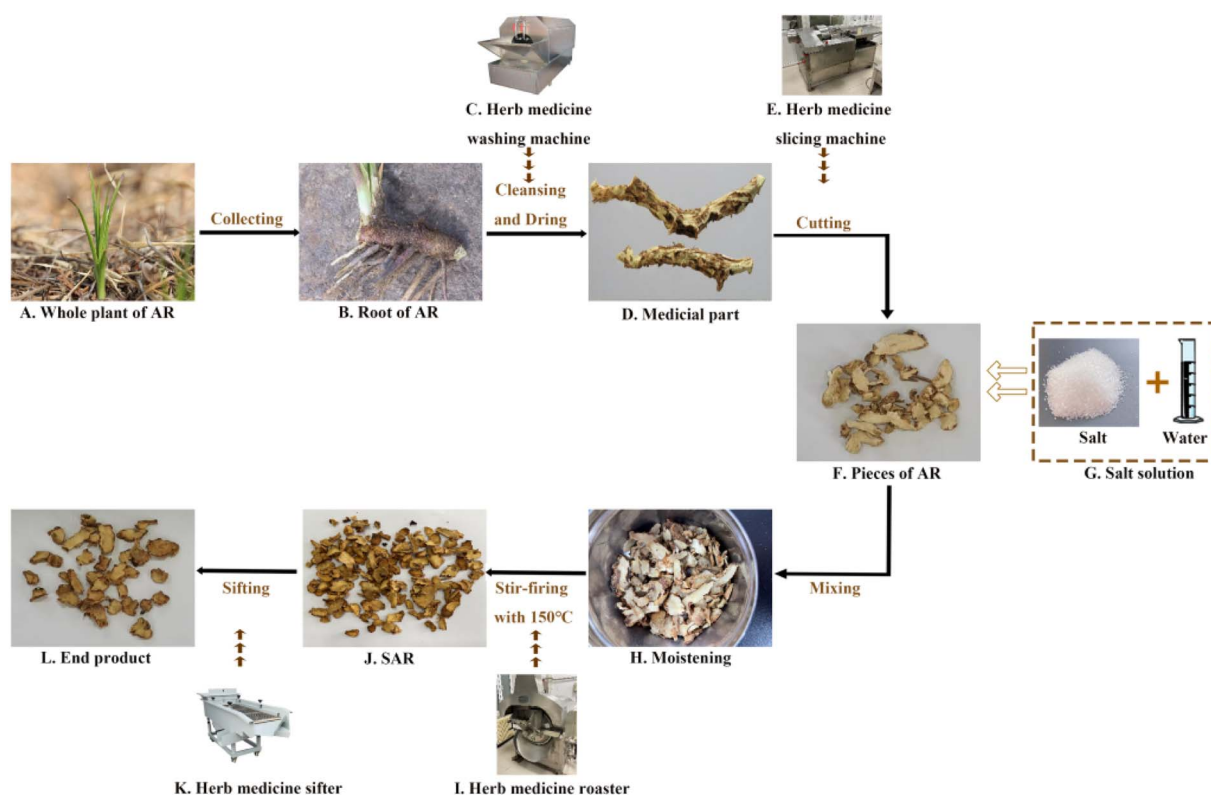 C. Herb medicine
washing machine
E. Herb medicine
slicing machine
Collecting
Cleansing
and Dring
Cutting
A. Whole plant of AR
B. Root of AR
D. Medicial part
Salt
Water
F. Pieces of AR
G. Salt solution
Sifting
Stir-firing
with 150°C
Mixing
L. End product
J. SAR
H. Moistening
K. Herb medicine sifter
I. Herb medicine roaster